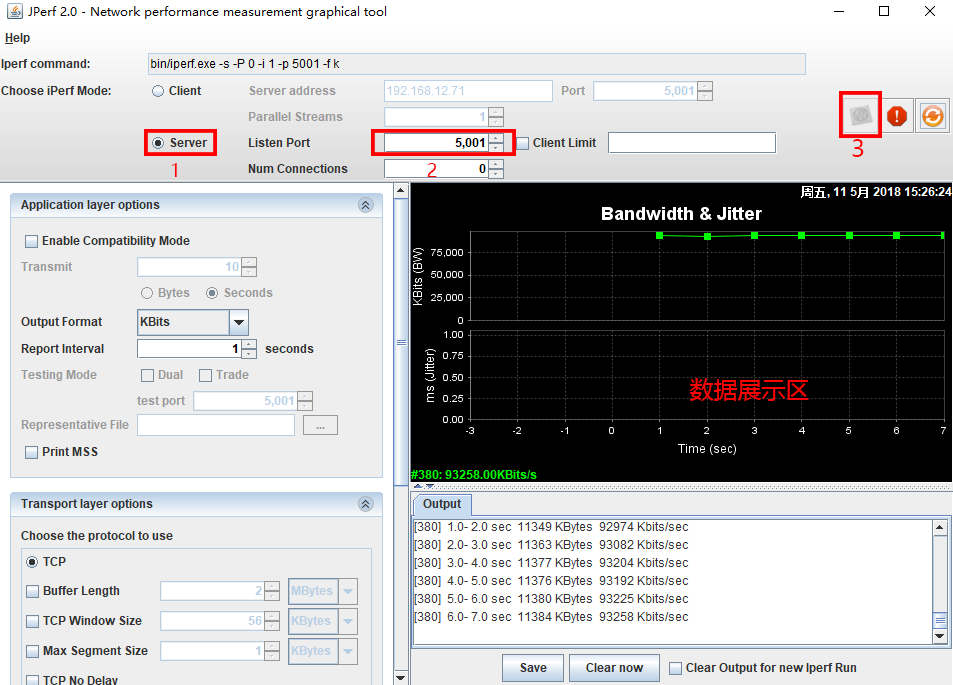 JPerf 2.0 - Network performance measurement graphical tool
Help
Iperf command:
bin/iperf.exe -s -P 0 -i 1 -p 5001 -f k
Choose iPerf Mode:
Client
Server address
192.168.12.71
Port
5,001
Parallel Streams
1
Server
Listen Port
5,001
Client Limit
Num Connections
0
1
2
3
Application layer options
Enable Compatibility Mode
Transmit
10
Bytes
Seconds
Output Format
KBits
Report Interval
1
seconds
Testing Mode
Dual
Trade
test port
5,001
Representative File
...
Print MSS
Transport layer options
Choose the protocol to use
TCP
Buffer Length
2
MBytes
TCP Window Size
56
KBytes
Max Segment Size
1
KBytes
TCP No Delay
周五, 11 5月 2018 15:26:24
Bandwidth & Jitter
KBits (BW)
75,000
50,000
25,000
0
ms (Jitter)
1.00
0.75
0.50
0.25
0.00
数据展示区
-3 -2 -1 0 1 2 3 4 5 6 7
Time (sec)
#380: 93258.00KBits/s
Output
[380] 1.0- 2.0 sec 11349 KBytes 92974 Kbits/sec
[380] 2.0- 3.0 sec 11363 KBytes 93082 Kbits/sec
[380] 3.0- 4.0 sec 11377 KBytes 93204 Kbits/sec
[380] 4.0- 5.0 sec 11376 KBytes 93192 Kbits/sec
[380] 5.0- 6.0 sec 11380 KBytes 93225 Kbits/sec
[380] 6.0- 7.0 sec 11384 KBytes 93258 Kbits/sec
Save
Clear now
Clear Output for new Iperf Run